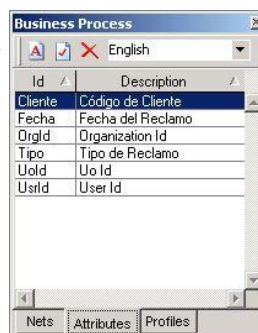 Business Process
English
Id Description
Cliente Código de Cliente
Fecha Fecha del Reclamo
OrgId Organization Id
Tipo Tipo de Reclamo
UoId Uo Id
UsrId User Id
Nets Attributes Profiles